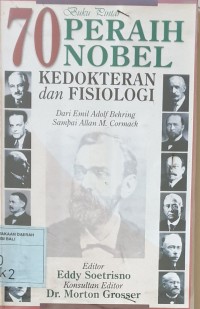 Buku Pintar
70 PERAIH
NOBEL
KEDOKTERAN
dan FISIOLOGI
Dari Emil Adolf Behring
Sampai Allan M. Cormack
Editor
Eddy Soetrisno
Konsultan Editor
Dr. Morton Grosser